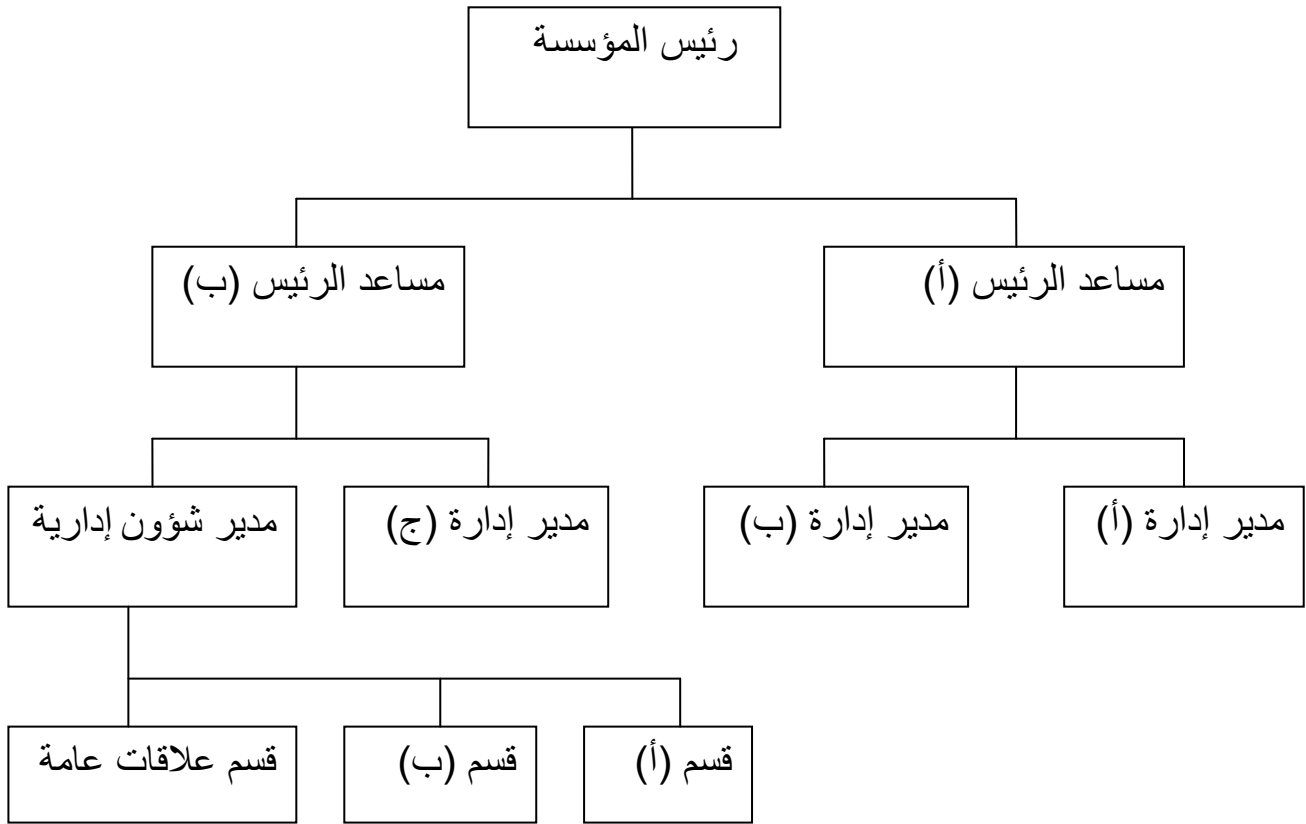 رئيس المؤسسة
مساعد الرئيس (أ)
مساعد الرئيس (ب)
مدير إدارة (أ)
مدير إدارة (ب)
مدير إدارة (ج)
مدير شؤون إدارية
قسم (أ)
قسم (ب)
قسم علاقات عامة